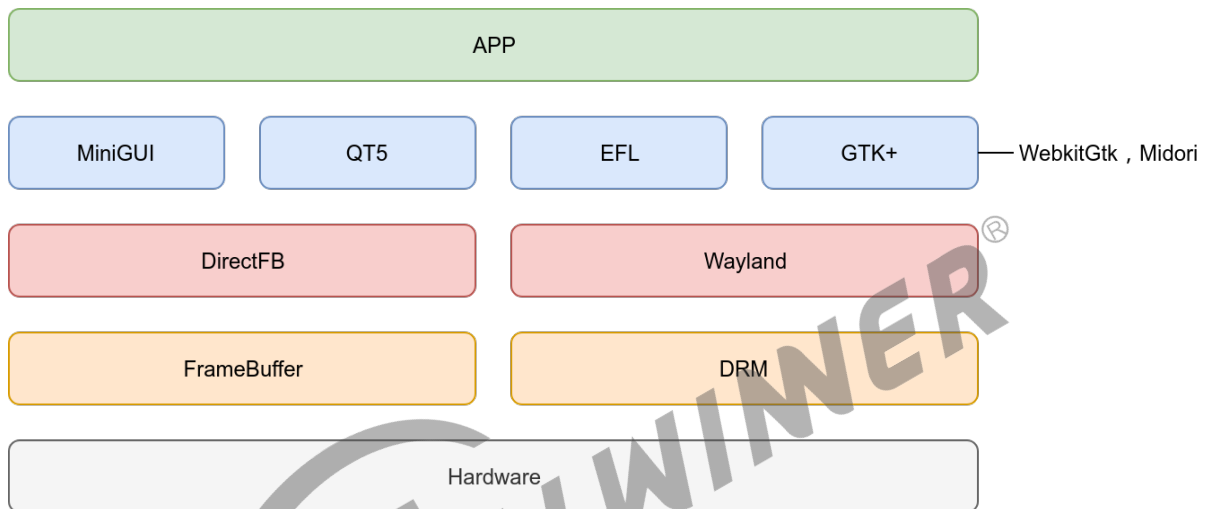 APP
MiniGUI
QT5
EFL
GTK+
WebkitGtk，Midori
DirectFB
Wayland
®
FrameBuffer
DRM
Hardware